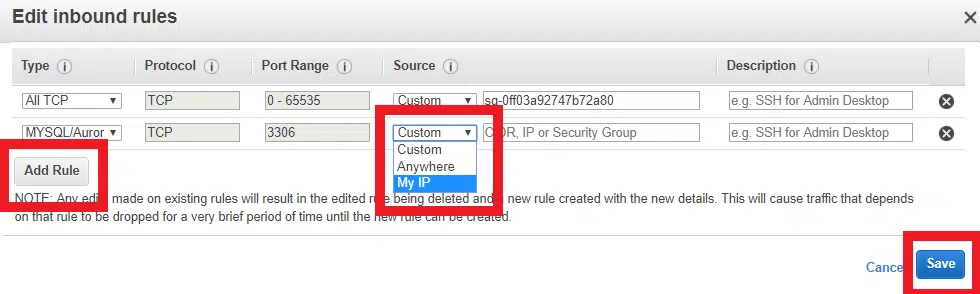 Edit inbound rules
Type Protocol Port Range Source Description
All TCP TCP 0 - 65535 Custom sg-0ff03a92747b72a80 e.g. SSH for Admin Desktop
MYSQL/Auror TCP 3306 Custom CIDR, IP or Security Group e.g. SSH for Admin Desktop
Custom
Anywhere
My IP
Add Rule
NOTE: Any edits made on existing rules will result in the edited rule being deleted and a new rule created with the new details. This will cause traffic that depends
on that rule to be dropped for a very brief period of time until the new rule can be created.
Cancel Save